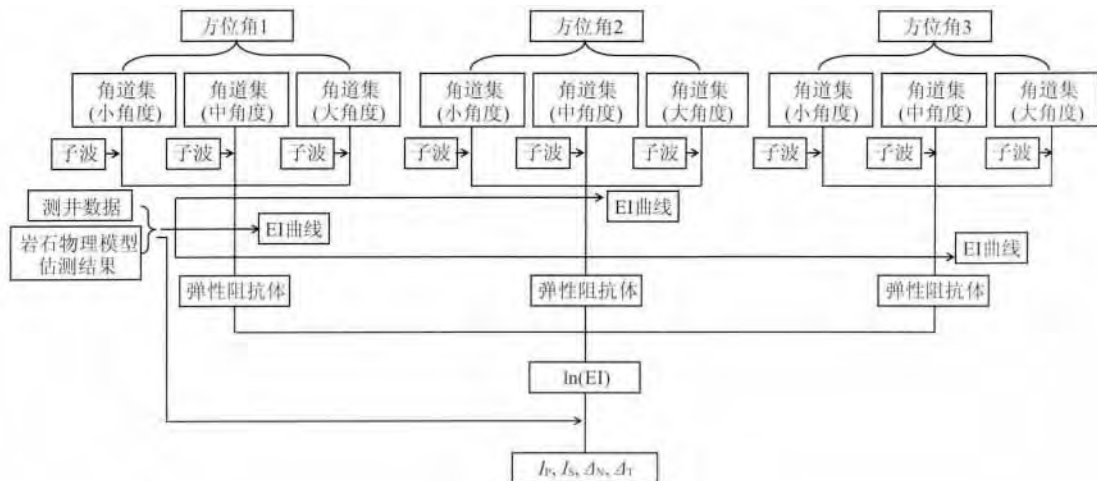 方位角1
方位角2
方位角3
角道集
(小角度)
角道集
(中角度)
角道集
(大角度)
角道集
(小角度)
角道集
(中角度)
角道集
(大角度)
角道集
(小角度)
角道集
(中角度)
角道集
(大角度)
子波
子波
子波
子波
子波
子波
子波
子波
子波
测井数据
EI曲线
EI曲线
岩石物理模型
估测结果
EI曲线
弹性阻抗体
弹性阻抗体
弹性阻抗体
ln(EI)
I_P, I_S, Δ_N, Δ_T